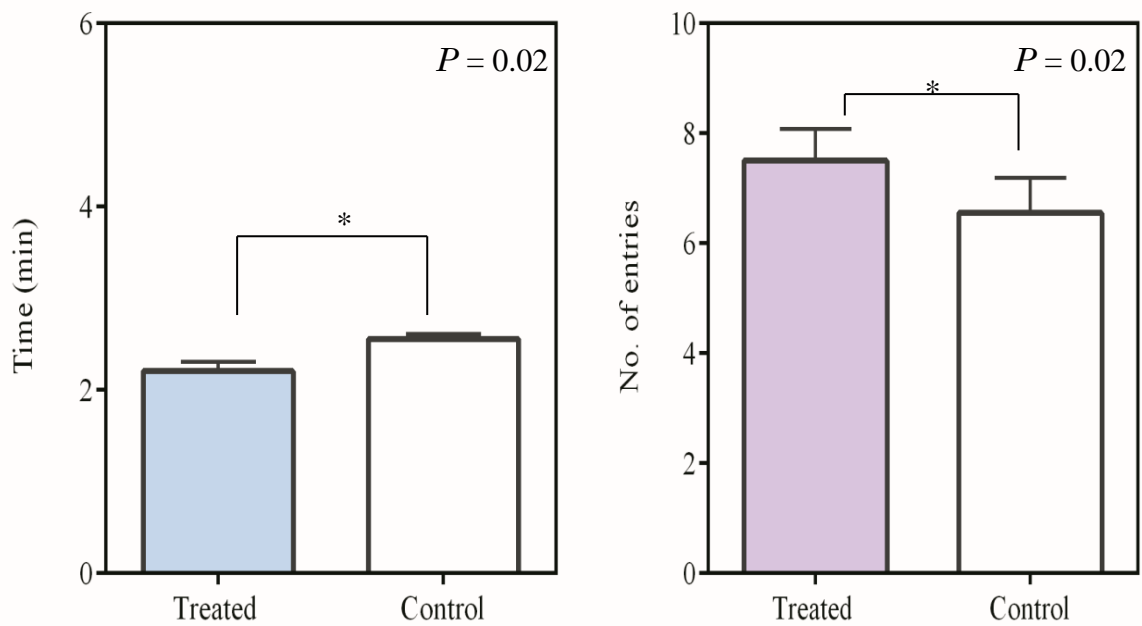 6
4
2
0
Time (min)
P = 0.02
*
Treated
Control
10
8
6
4
2
0
No. of entries
P = 0.02
*
Treated
Control